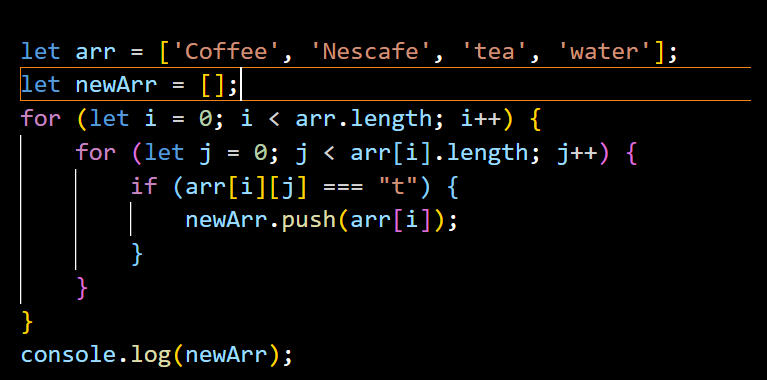 let arr = ['Coffee', 'Nescafe', 'tea', 'water'];
let newArr = [];
for (let i = 0; i < arr.length; i++) {
    for (let j = 0; j < arr[i].length; j++) {
        if (arr[i][j] === "t") {
            newArr.push(arr[i]);
        }
    }
}
console.log(newArr);